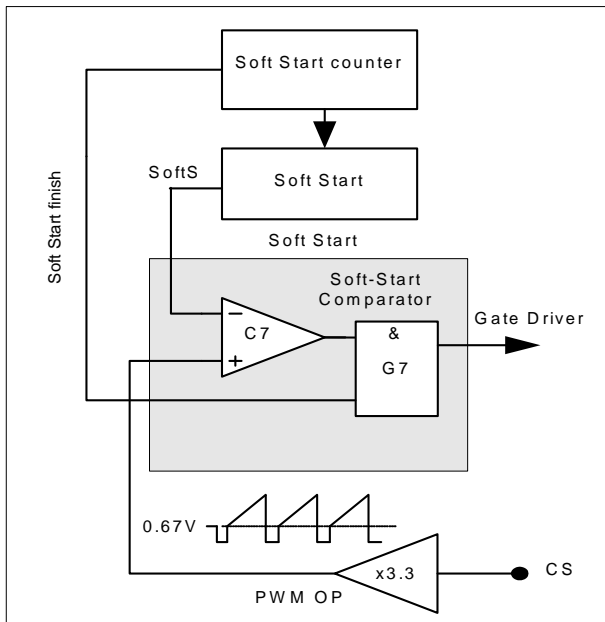 Soft Start counter
SoftS
Soft Start
Soft Start finish
Soft Start
Soft-Start
Comparator
Gate Driver
−
C7
+
&
G7
0.67V
x3.3
CS
PWM OP